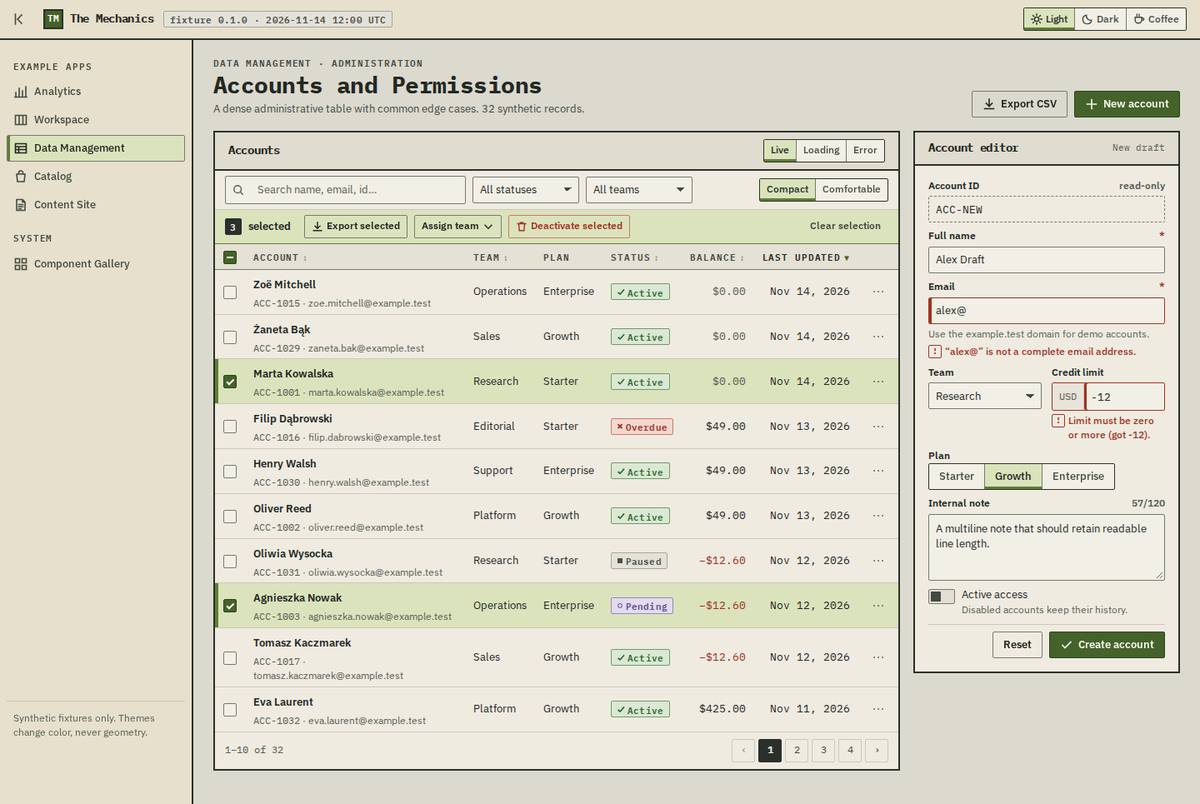 TM The Mechanics fixture 0.1.0 · 2026-11-14 12:00 UTC
Light Dark Coffee
EXAMPLE APPS
Analytics
Workspace
Data Management
Catalog
Content Site
SYSTEM
Component Gallery
Synthetic fixtures only. Themes
change color, never geometry.
DATA MANAGEMENT · ADMINISTRATION
Accounts and Permissions
A dense administrative table with common edge cases. 32 synthetic records.
Export CSV New account
Accounts Live Loading Error
Search name, email, id… All statuses All teams Compact Comfortable
3 selected Export selected Assign team Deactivate selected Clear selection
ACCOUNT TEAM PLAN STATUS BALANCE LAST UPDATED
Zoë Mitchell
ACC-1015 · zoe.mitchell@example.test Operations Enterprise Active $0.00 Nov 14, 2026 ···
Żaneta Bąk
ACC-1029 · zaneta.bak@example.test Sales Growth Active $0.00 Nov 14, 2026 ···
Marta Kowalska
ACC-1001 · marta.kowalska@example.test Research Starter Active $0.00 Nov 14, 2026 ···
Filip Dąbrowski
ACC-1016 · filip.dabrowski@example.test Editorial Starter Overdue $49.00 Nov 13, 2026 ···
Henry Walsh
ACC-1030 · henry.walsh@example.test Support Enterprise Active $49.00 Nov 13, 2026 ···
Oliver Reed
ACC-1002 · oliver.reed@example.test Platform Growth Active $49.00 Nov 13, 2026 ···
Oliwia Wysocka
ACC-1031 · oliwia.wysocka@example.test Research Starter Paused −$12.60 Nov 12, 2026 ···
Agnieszka Nowak
ACC-1003 · agnieszka.nowak@example.test Operations Enterprise Pending −$12.60 Nov 12, 2026 ···
Tomasz Kaczmarek
ACC-1017 ·
tomasz.kaczmarek@example.test Sales Growth Active −$12.60 Nov 12, 2026 ···
Eva Laurent
ACC-1032 · eva.laurent@example.test Platform Growth Active $425.00 Nov 11, 2026 ···
1–10 of 32 ‹ 1 2 3 4 ›
Account editor New draft
Account ID read-only
ACC-NEW
Full name *
Alex Draft
Email *
alex@
Use the example.test domain for demo accounts.
! “alex@” is not a complete email address.
Team Credit limit
Research USD -12
! Limit must be zero
or more (got -12).
Plan
Starter Growth Enterprise
Internal note 57/120
A multiline note that should retain readable
line length.
Active access
Disabled accounts keep their history.
Reset Create account